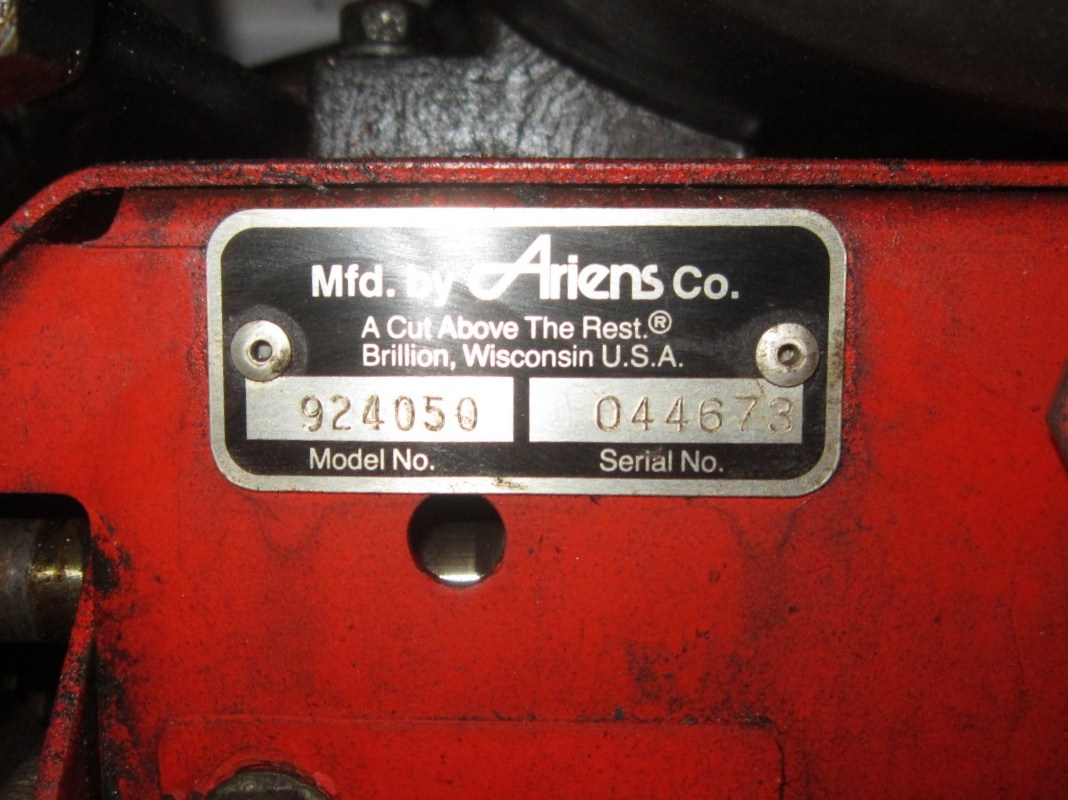 Mfd. by Ariens Co.
A Cut Above The Rest.®
Brillion, Wisconsin U.S.A.
924050 044673
Model No. Serial No.